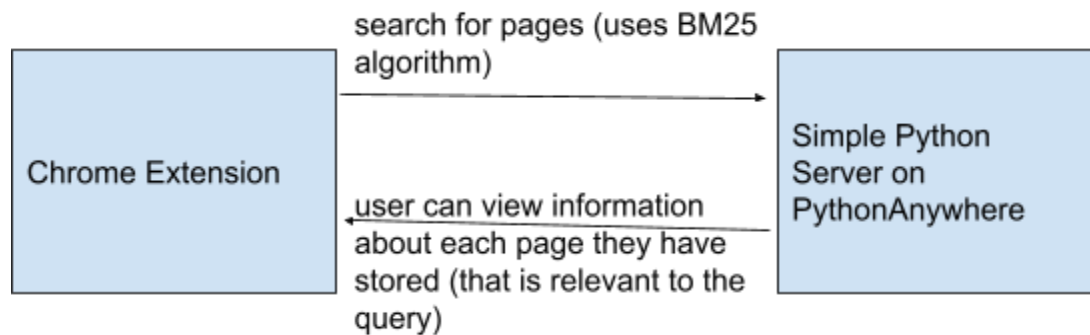 search for pages (uses BM25
algorithm)
Chrome Extension
Simple Python
Server on
PythonAnywhere
user can view information
about each page they have
stored (that is relevant to the
query)